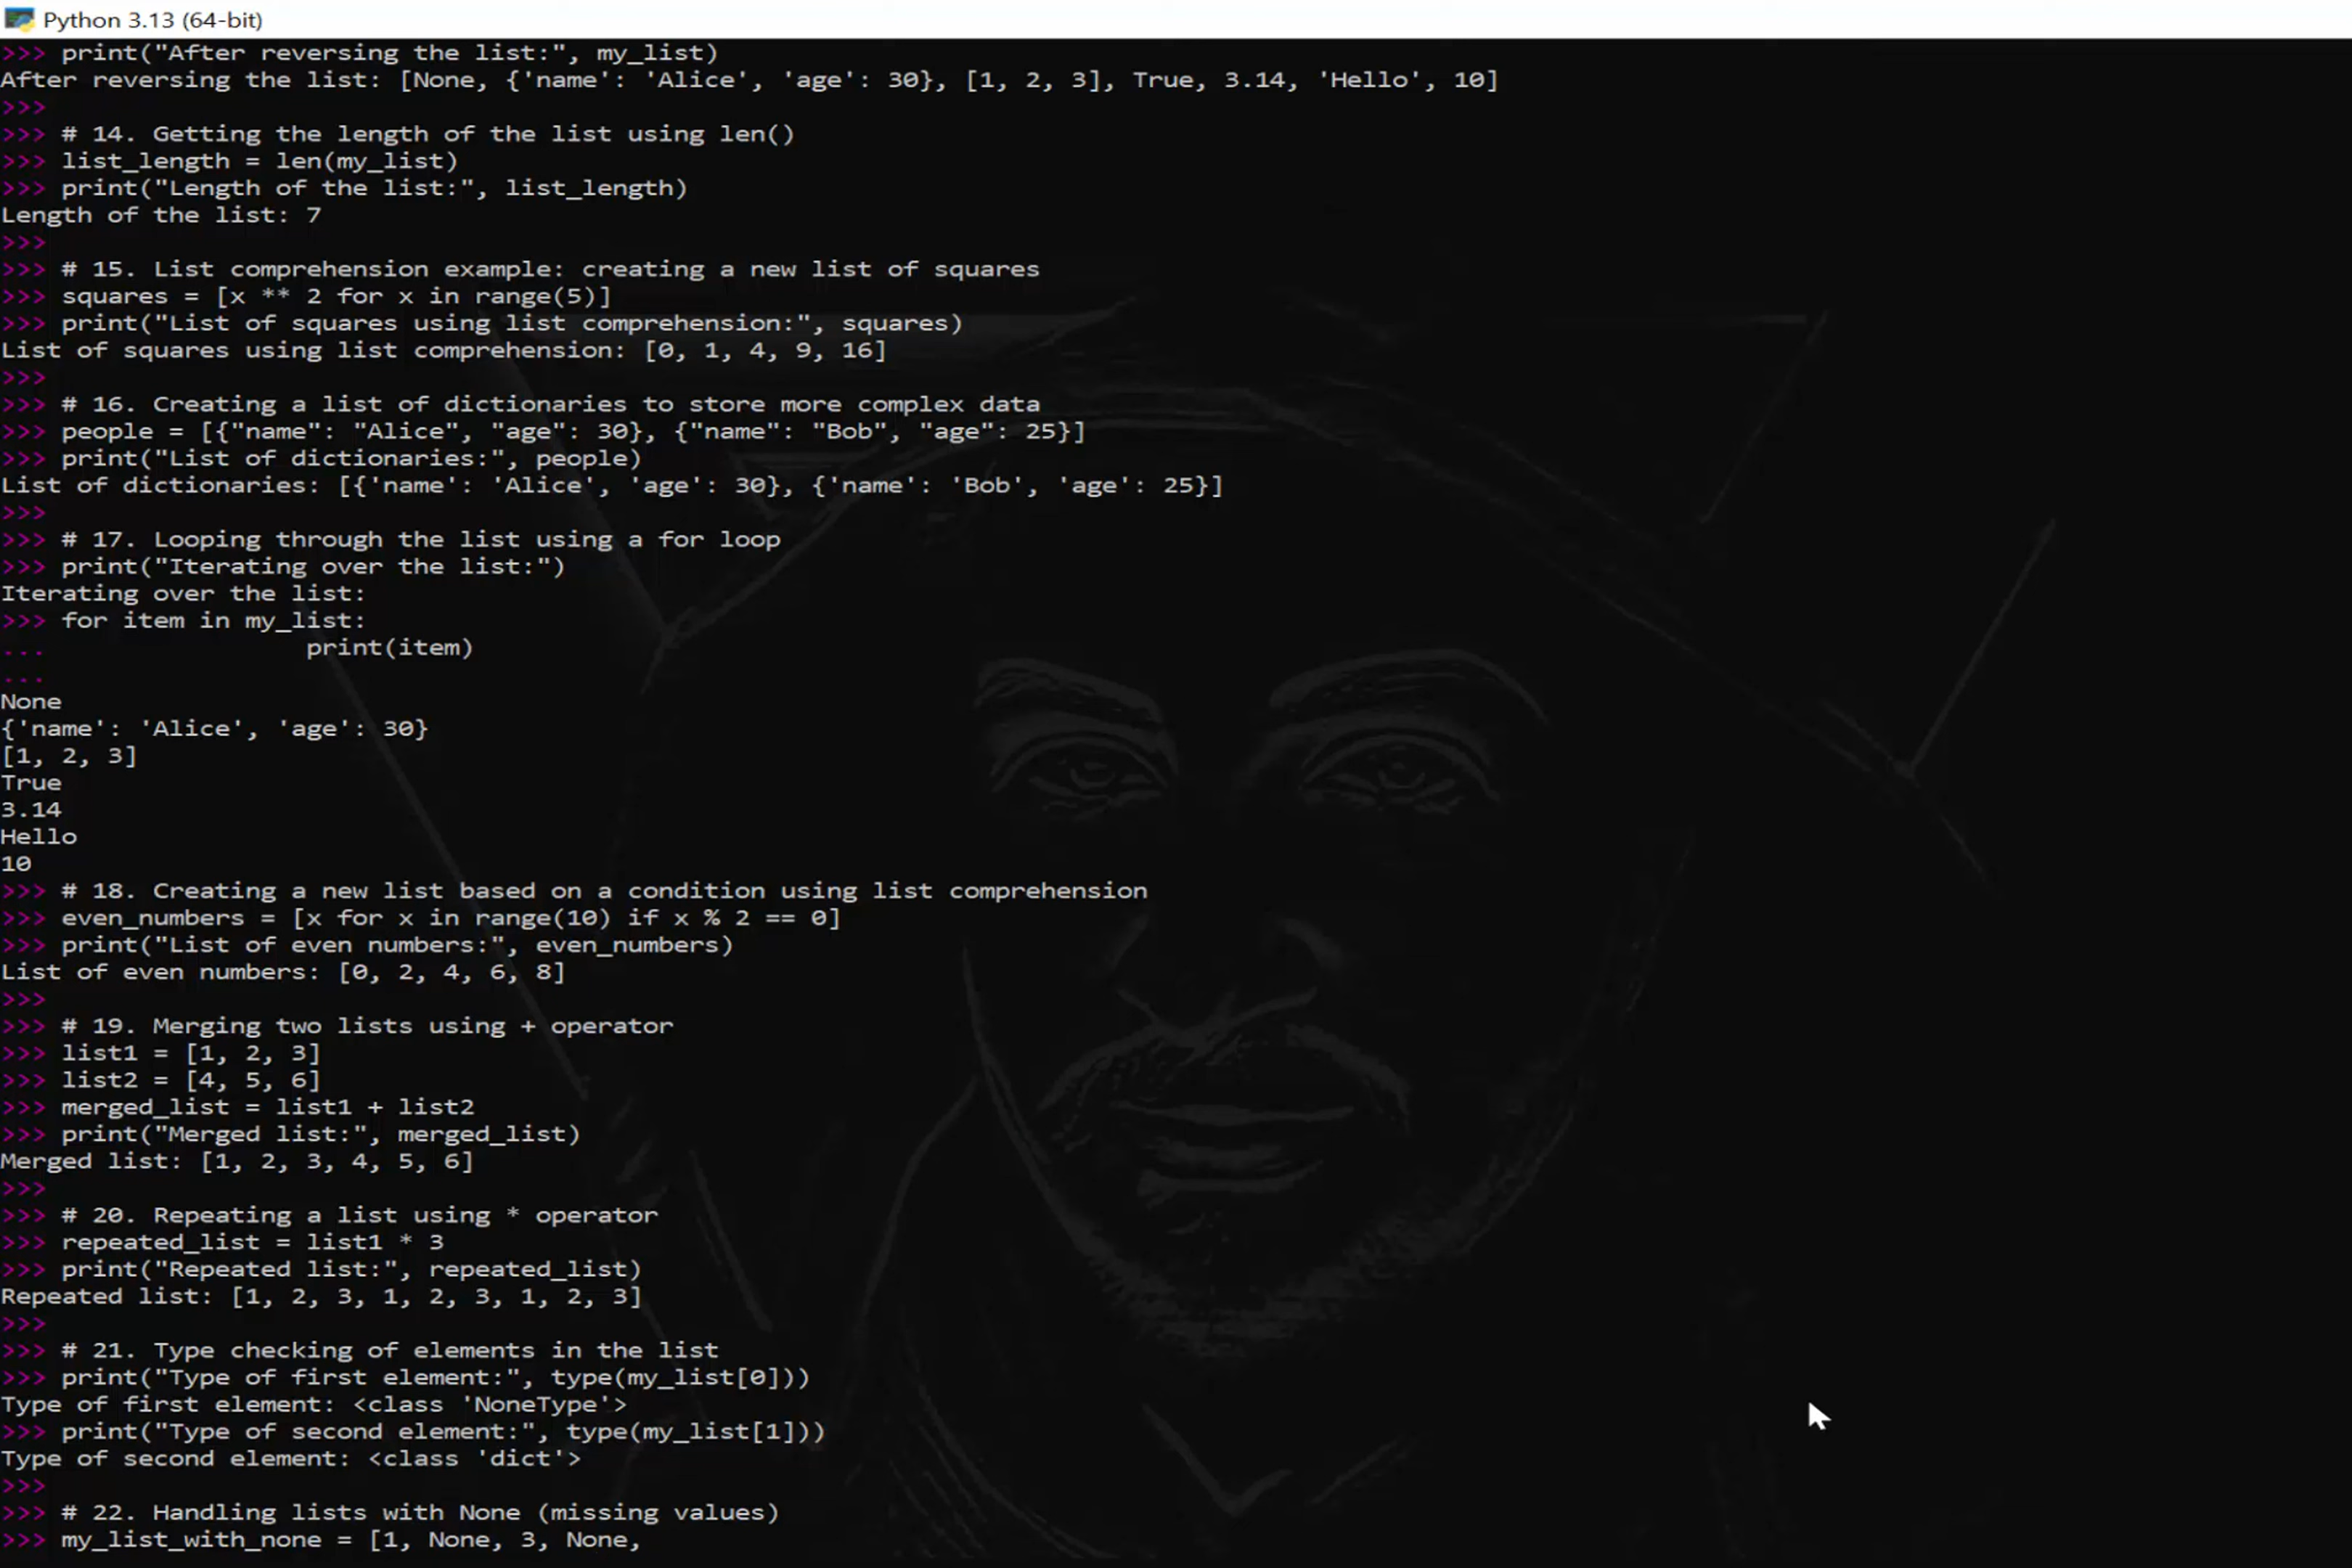 Python 3.13 (64-bit)
>>> print("After reversing the list:", my_list)
After reversing the list: [None, {'name': 'Alice', 'age': 30}, [1, 2, 3], True, 3.14, 'Hello', 10]
>>>
>>> # 14. Getting the length of the list using len()
>>> list_length = len(my_list)
>>> print("Length of the list:", list_length)
Length of the list: 7
>>>
>>> # 15. List comprehension example: creating a new list of squares
>>> squares = [x ** 2 for x in range(5)]
>>> print("List of squares using list comprehension:", squares)
List of squares using list comprehension: [0, 1, 4, 9, 16]
>>>
>>> # 16. Creating a list of dictionaries to store more complex data
>>> people = [{"name": "Alice", "age": 30}, {"name": "Bob", "age": 25}]
>>> print("List of dictionaries:", people)
List of dictionaries: [{'name': 'Alice', 'age': 30}, {'name': 'Bob', 'age': 25}]
>>>
>>> # 17. Looping through the list using a for loop
>>> print("Iterating over the list:")
Iterating over the list:
>>> for item in my_list:
...                 print(item)
...
None
{'name': 'Alice', 'age': 30}
[1, 2, 3]
True
3.14
Hello
10
>>> # 18. Creating a new list based on a condition using list comprehension
>>> even_numbers = [x for x in range(10) if x % 2 == 0]
>>> print("List of even numbers:", even_numbers)
List of even numbers: [0, 2, 4, 6, 8]
>>>
>>> # 19. Merging two lists using + operator
>>> list1 = [1, 2, 3]
>>> list2 = [4, 5, 6]
>>> merged_list = list1 + list2
>>> print("Merged list:", merged_list)
Merged list: [1, 2, 3, 4, 5, 6]
>>>
>>> # 20. Repeating a list using * operator
>>> repeated_list = list1 * 3
>>> print("Repeated list:", repeated_list)
Repeated list: [1, 2, 3, 1, 2, 3, 1, 2, 3]
>>>
>>> # 21. Type checking of elements in the list
>>> print("Type of first element:", type(my_list[0]))
Type of first element: <class 'NoneType'>
>>> print("Type of second element:", type(my_list[1]))
Type of second element: <class 'dict'>
>>>
>>> # 22. Handling lists with None (missing values)
>>> my_list_with_none = [1, None, 3, None,